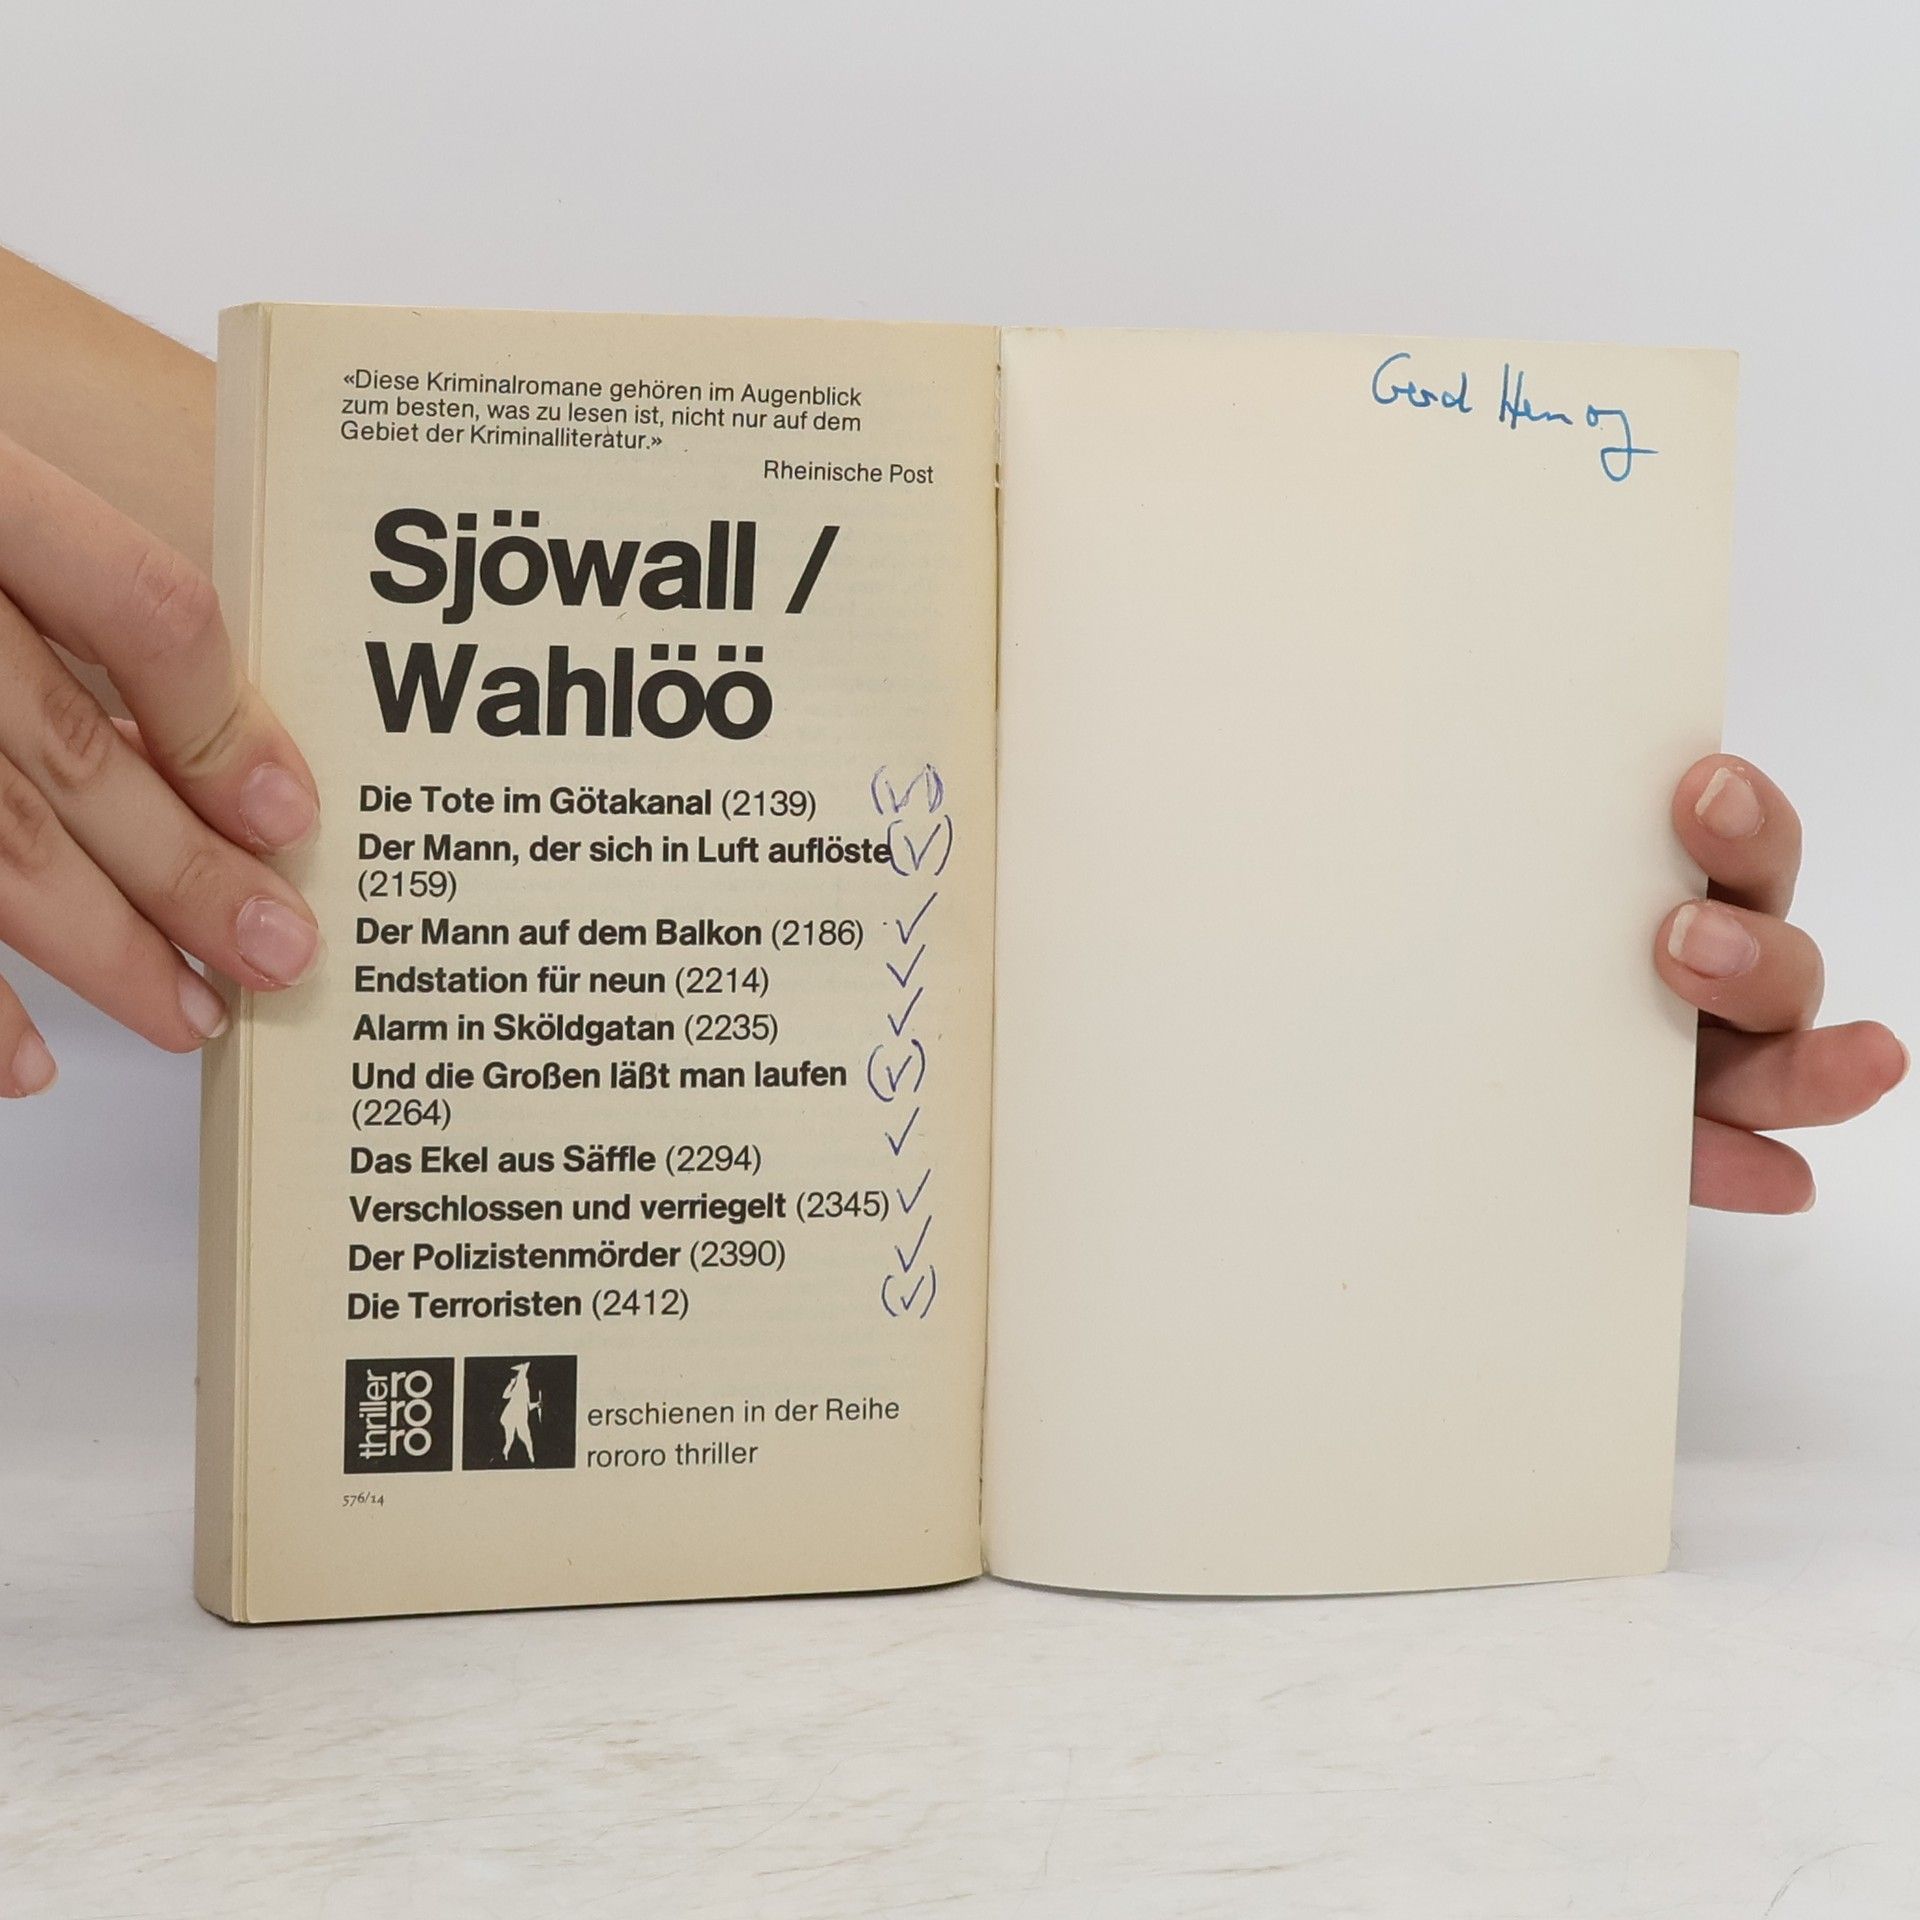 «Diese Kriminalromane gehören im Augenblick
zum besten, was zu lesen ist, nicht nur auf dem
Gebiet der Kriminalliteratur.»
Rheinische Post
Sjöwall /
Wahlöö
Die Tote im Götakanal (2139)
Der Mann, der sich in Luft auflöste
(2159)
Der Mann auf dem Balkon (2186)
Endstation für neun (2214)
Alarm in Sköldgatan (2235)
Und die Großen läßt man laufen
(2264)
Das Ekel aus Säffle (2294)
Verschlossen und verriegelt (2345)
Der Polizistenmörder (2390)
Die Terroristen (2412)
thriller
ro
ro
ro
erschienen in der Reihe
rororo thriller
576/14
Gerd